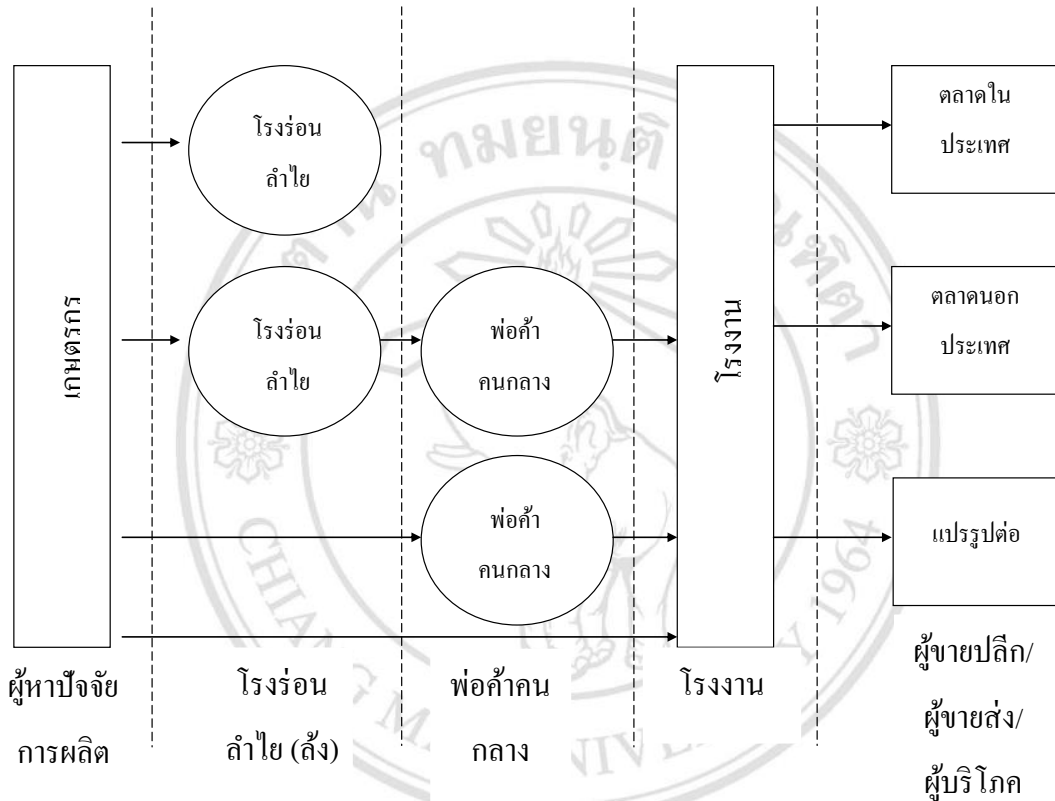 เกษตรกร
โรงร่อน
ลำไย
โรงร่อน
ลำไย
พ่อค้า
คนกลาง
พ่อค้า
คนกลาง
โรงงาน
ตลาดใน
ประเทศ
ตลาดนอก
ประเทศ
แปรรูปต่อ
ผู้หาปัจจัย
การผลิต
โรงร่อน
ลำไย (ล้ง)
พ่อค้าคน
กลาง
โรงงาน
ผู้ขายปลีก/
ผู้ขายส่ง/
ผู้บริโภค
ทมยนฺติ
1964